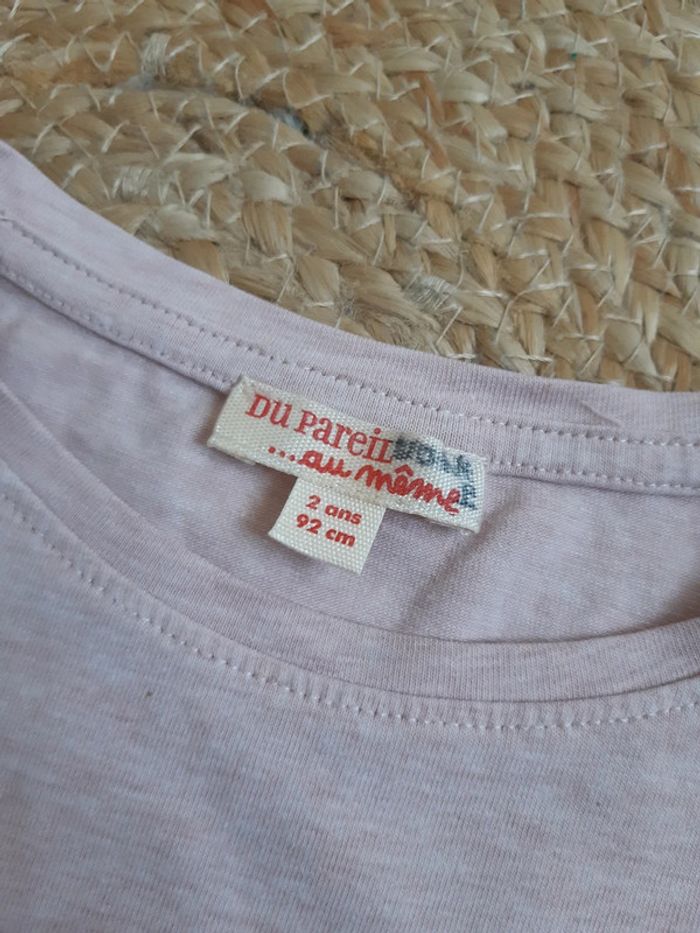 DU PaReiL
...au même
2 ans
92 cm